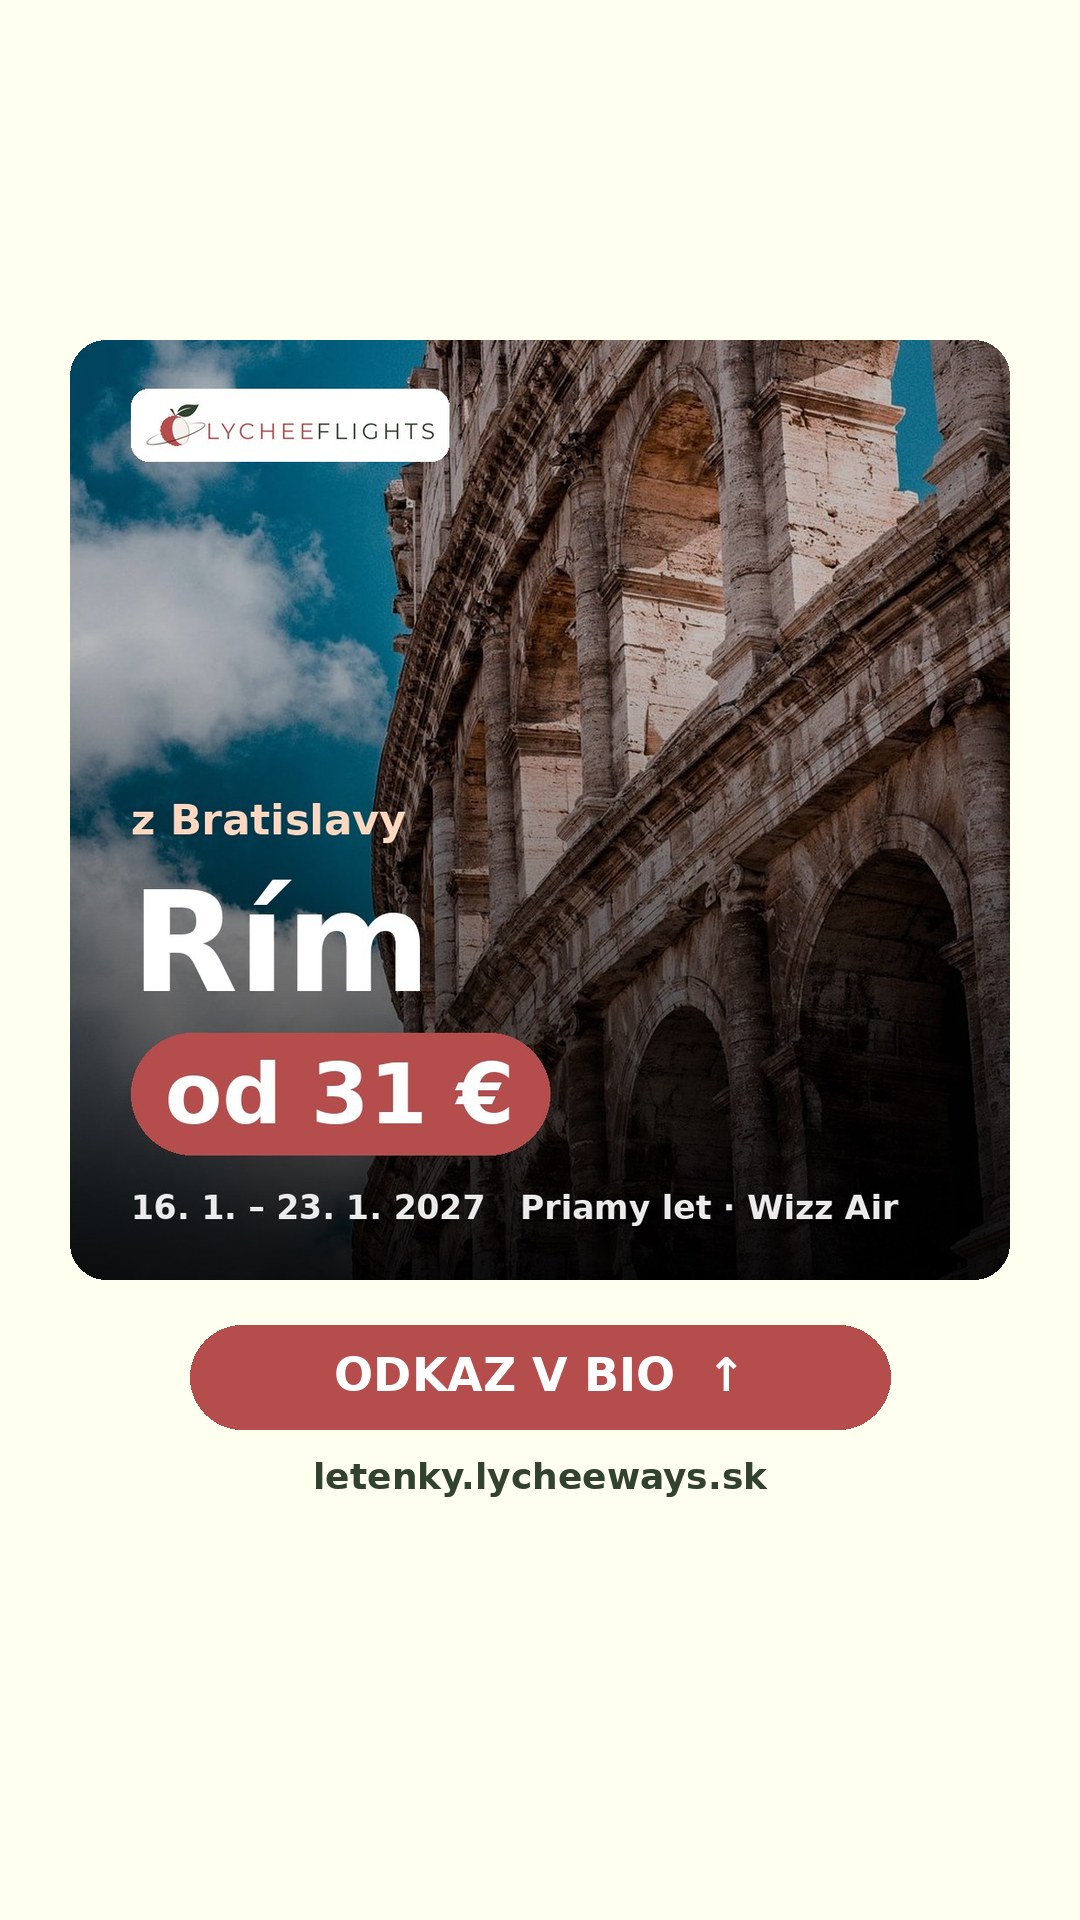 LYCHEEFLIGHTS
z Bratislavy
Rím
od 31 €
16. 1. – 23. 1. 2027 Priamy let · Wizz Air
ODKAZ V BIO ↑
letenky.lycheeways.sk